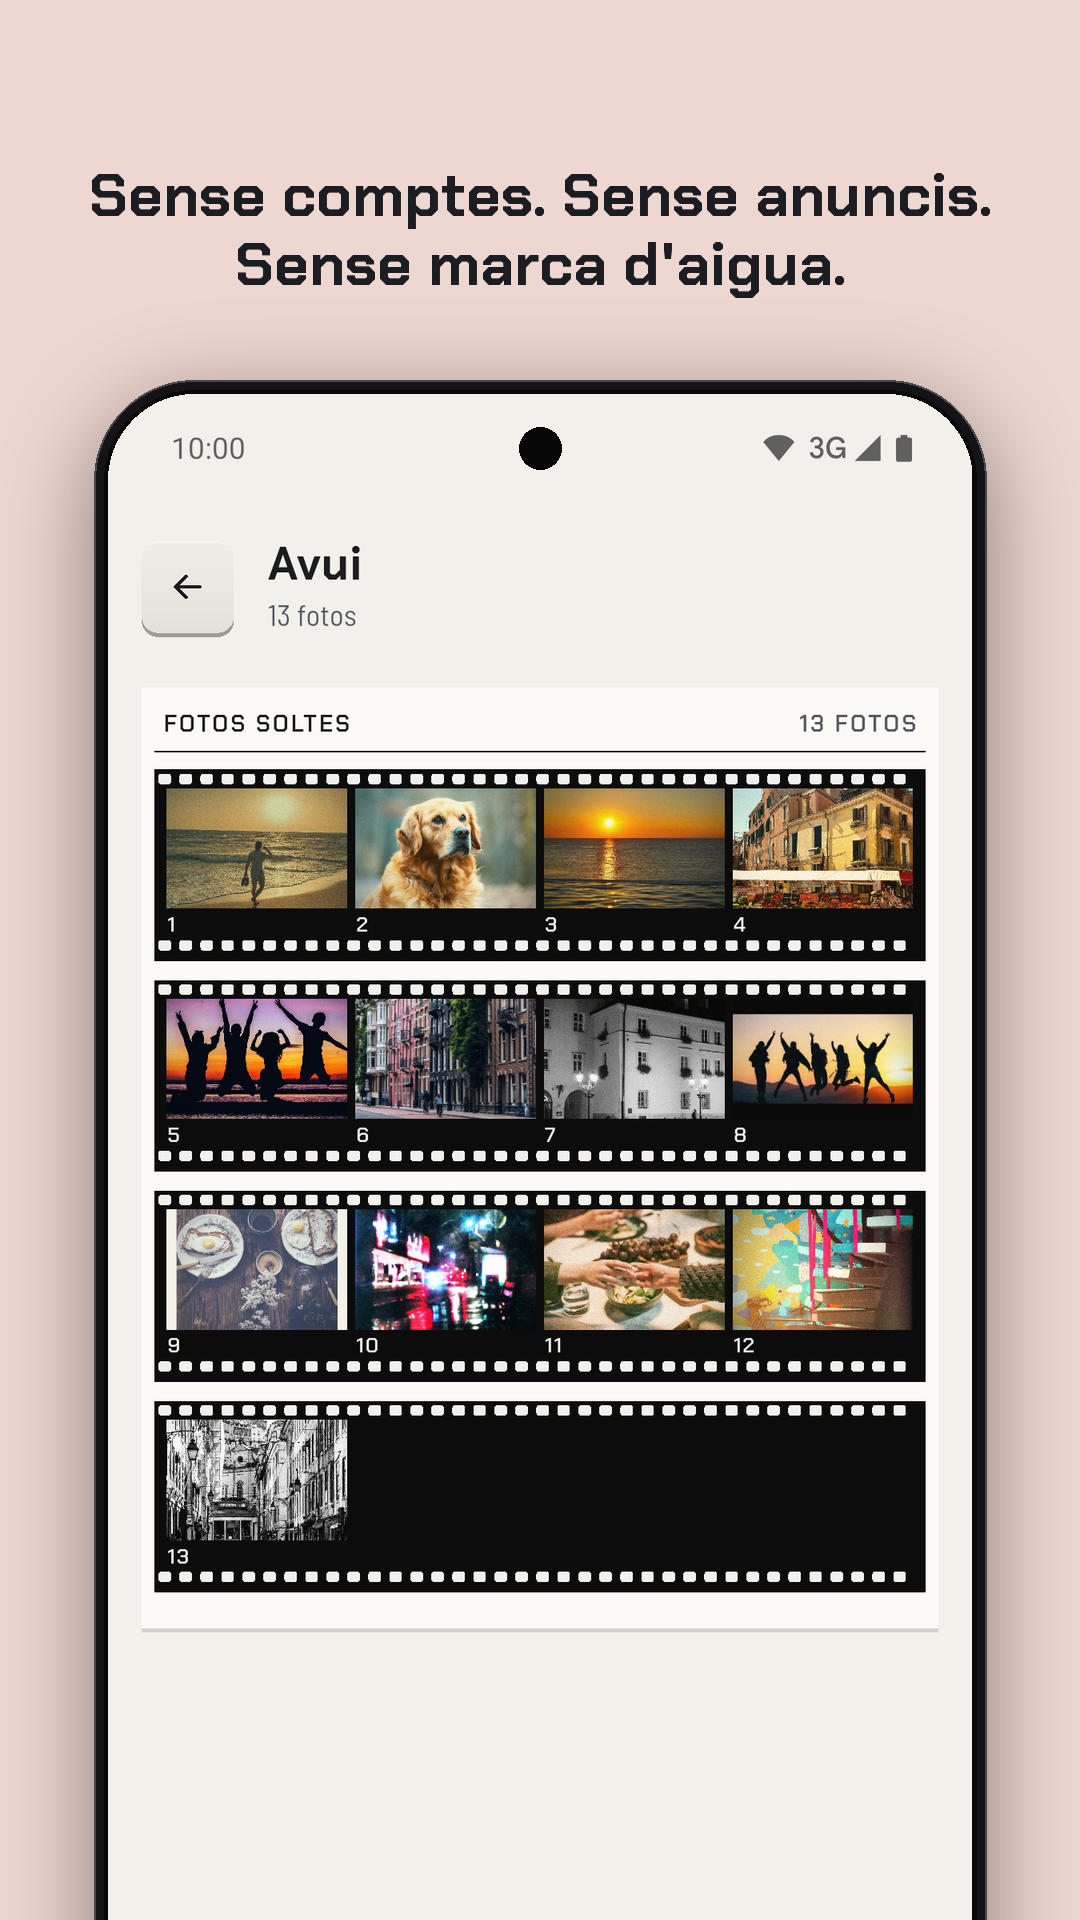 Sense comptes. Sense anuncis.
Sense marca d'aigua.
10:00
3G
Avui
13 fotos
FOTOS SOLTES
13 FOTOS
1
2
3
4
5
6
7
8
9
10
11
12
13